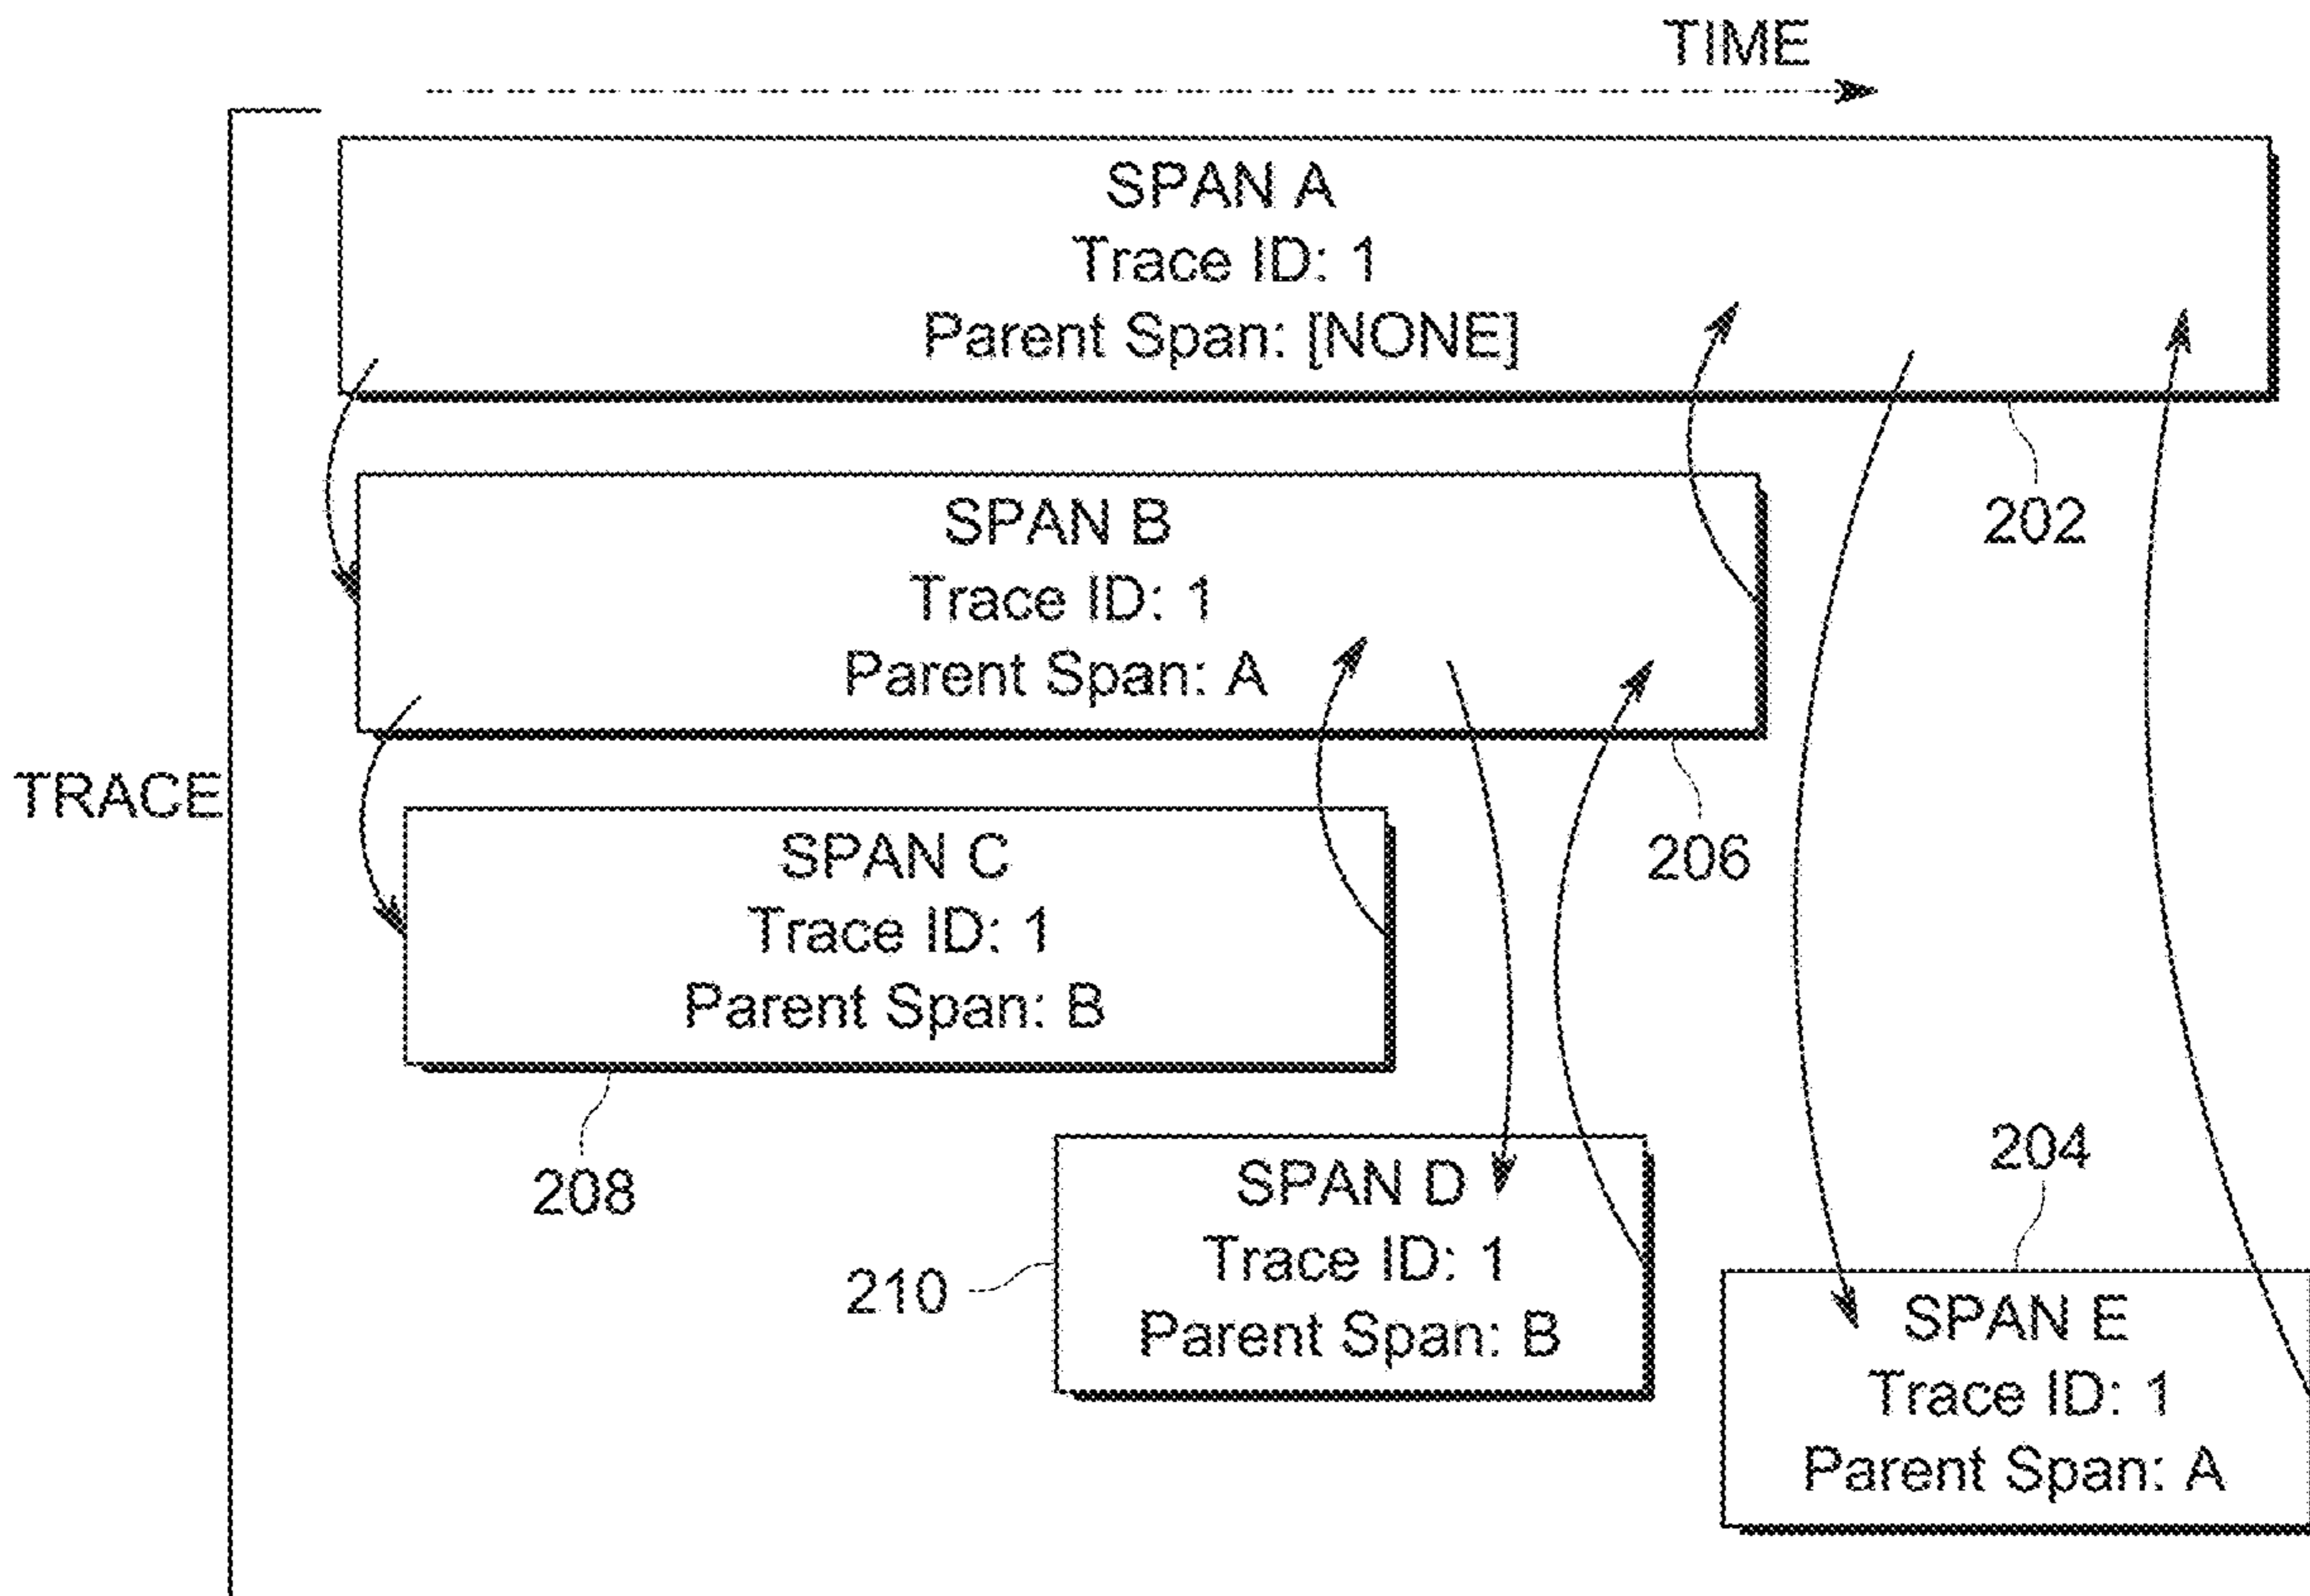 TIME
SPAN A
Trace ID: 1
Parent Span: [NONE]
202
SPAN B
Trace ID: 1
Parent Span: A
206
TRACE
SPAN C
Trace ID: 1
Parent Span: B
208
SPAN D
Trace ID: 1
Parent Span: B
210
204
SPAN E
Trace ID: 1
Parent Span: A